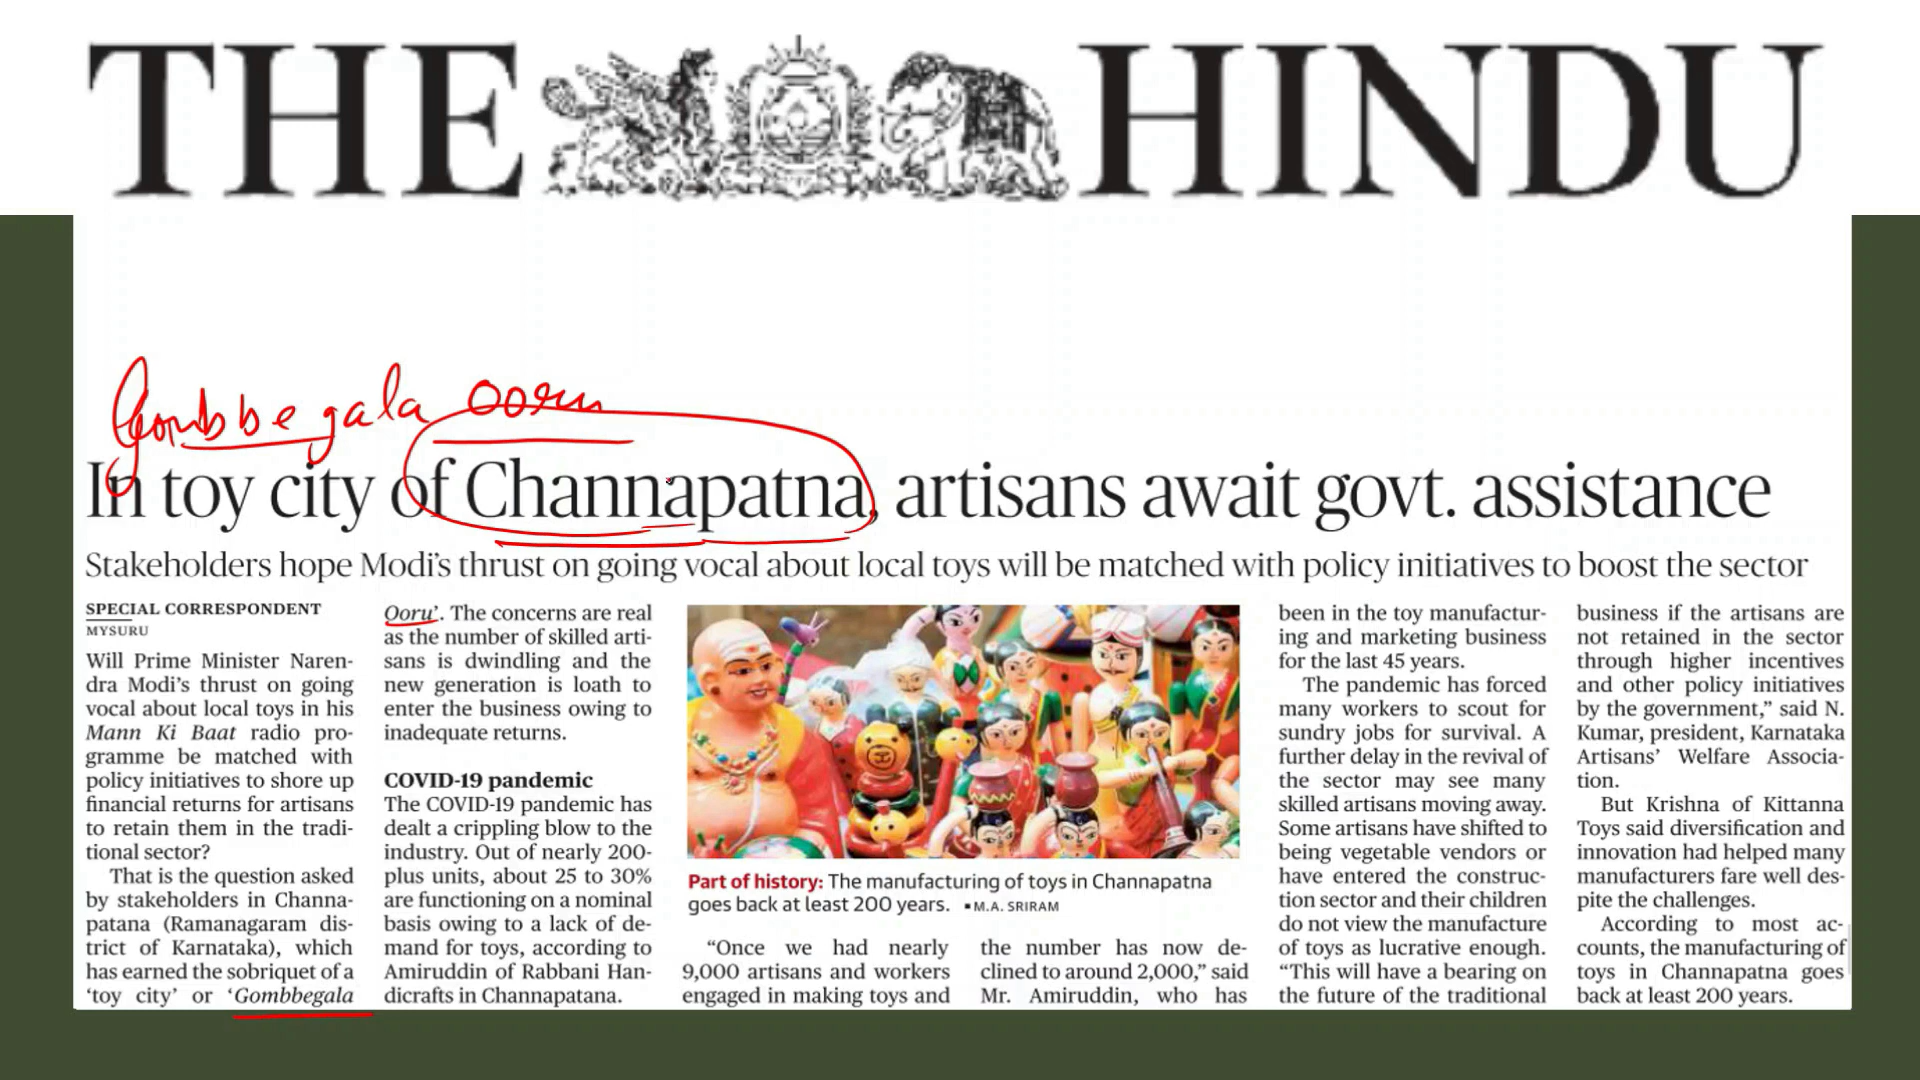 THE HINDU
Gombbegala ooru
In toy city of Channapatna, artisans await govt. assistance
Stakeholders hope Modi's thrust on going vocal about local toys will be matched with policy initiatives to boost the sector
SPECIAL CORRESPONDENT
MYSURU
Will Prime Minister Naren-
dra Modi's thrust on going
vocal about local toys in his
Mann Ki Baat radio pro-
gramme be matched with
policy initiatives to shore up
financial returns for artisans
to retain them in the tradi-
tional sector?
That is the question asked
by stakeholders in Channa-
patana (Ramanagaram dis-
trict of Karnataka), which
has earned the sobriquet of a
'toy city' or 'Gombbegala
Ooru'. The concerns are real
as the number of skilled arti-
sans is dwindling and the
new generation is loath to
enter the business owing to
inadequate returns.
COVID-19 pandemic
The COVID-19 pandemic has
dealt a crippling blow to the
industry. Out of nearly 200-
plus units, about 25 to 30%
are functioning on a nominal
basis owing to a lack of de-
mand for toys, according to
Amiruddin of Rabbani Han-
dicrafts in Channapatana.
Part of history: The manufacturing of toys in Channapatna
goes back at least 200 years. ▪ M.A. SRIRAM
"Once we had nearly
9,000 artisans and workers
engaged in making toys and
the number has now de-
clined to around 2,000," said
Mr. Amiruddin, who has
been in the toy manufactur-
ing and marketing business
for the last 45 years.
The pandemic has forced
many workers to scout for
sundry jobs for survival. A
further delay in the revival of
the sector may see many
skilled artisans moving away.
Some artisans have shifted to
being vegetable vendors or
have entered the construc-
tion sector and their children
do not view the manufacture
of toys as lucrative enough.
"This will have a bearing on
the future of the traditional
business if the artisans are
not retained in the sector
through higher incentives
and other policy initiatives
by the government," said N.
Kumar, president, Karnataka
Artisans' Welfare Associa-
tion.
But Krishna of Kittanna
Toys said diversification and
innovation had helped many
manufacturers fare well des-
pite the challenges.
According to most ac-
counts, the manufacturing of
toys in Channapatna goes
back at least 200 years.